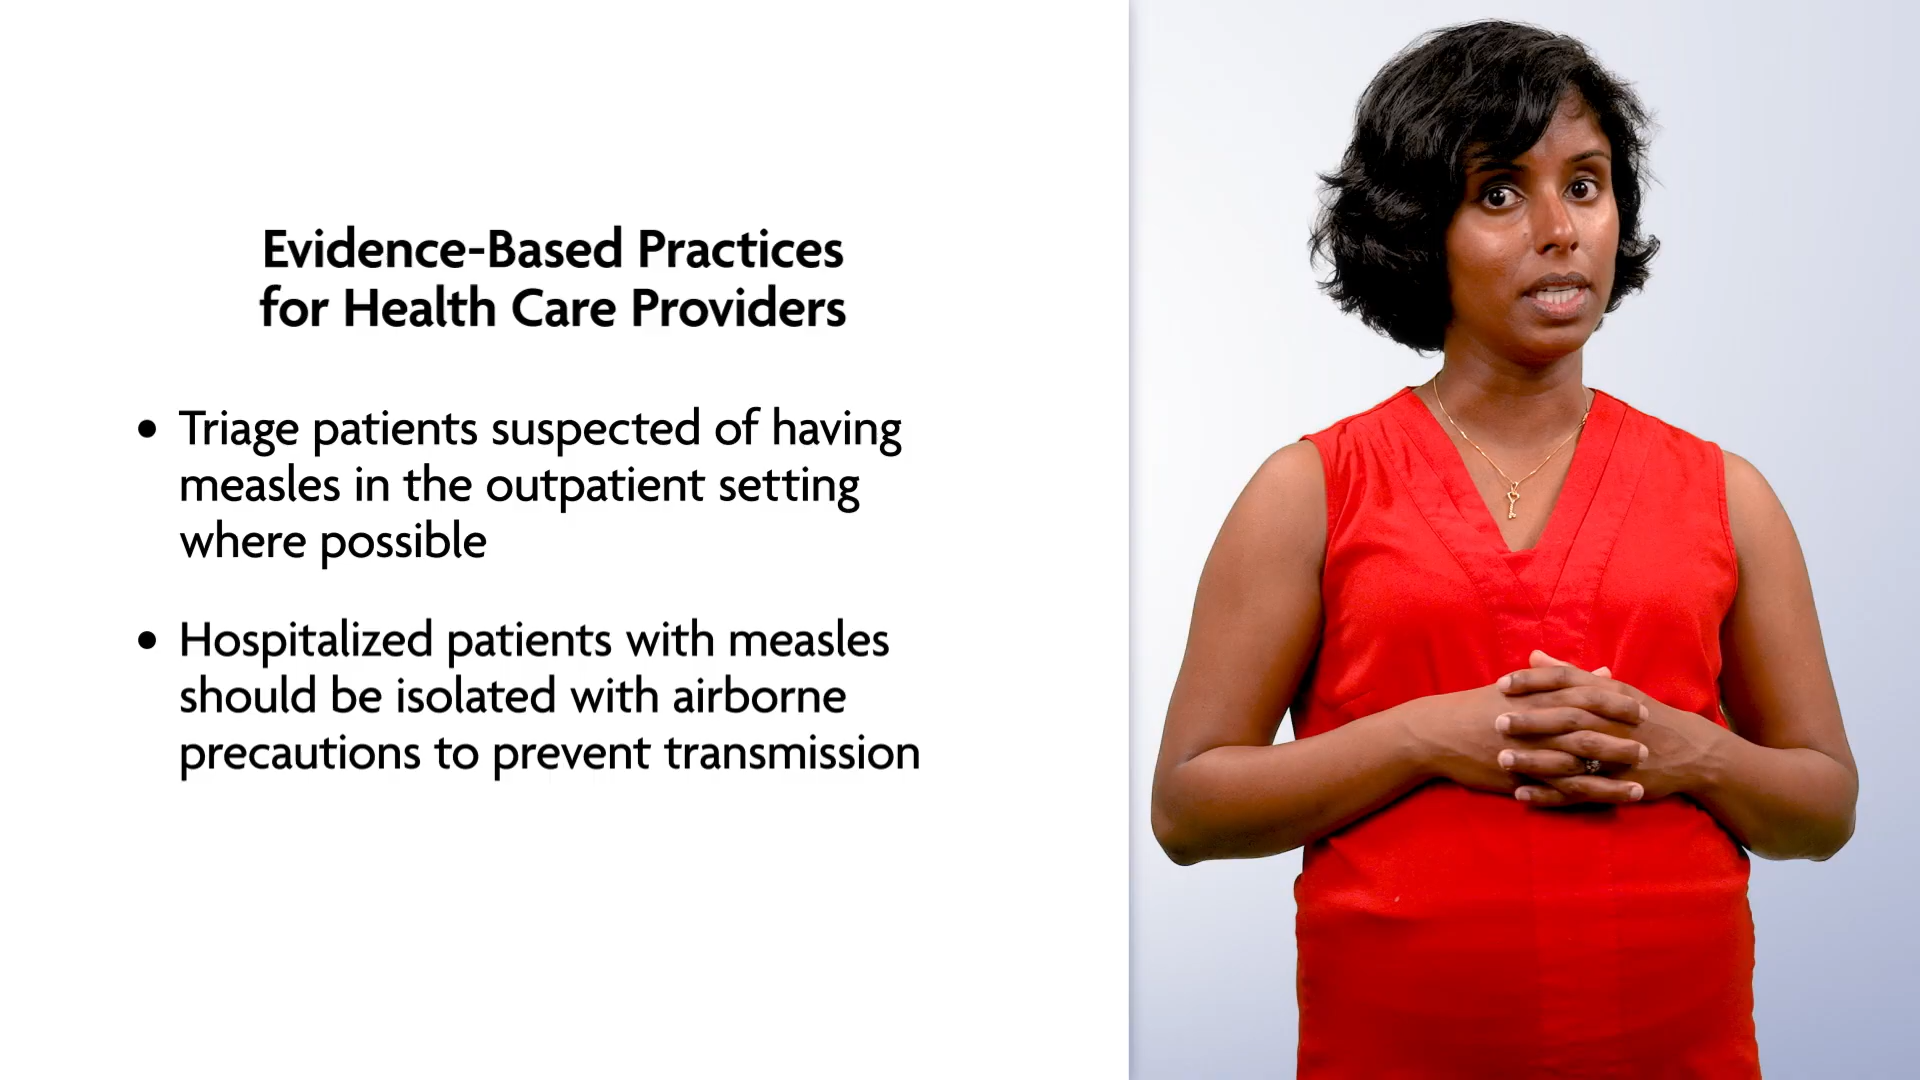 Evidence-Based Practices
for Health Care Providers
• Triage patients suspected of having
measles in the outpatient setting
where possible
• Hospitalized patients with measles
should be isolated with airborne
precautions to prevent transmission